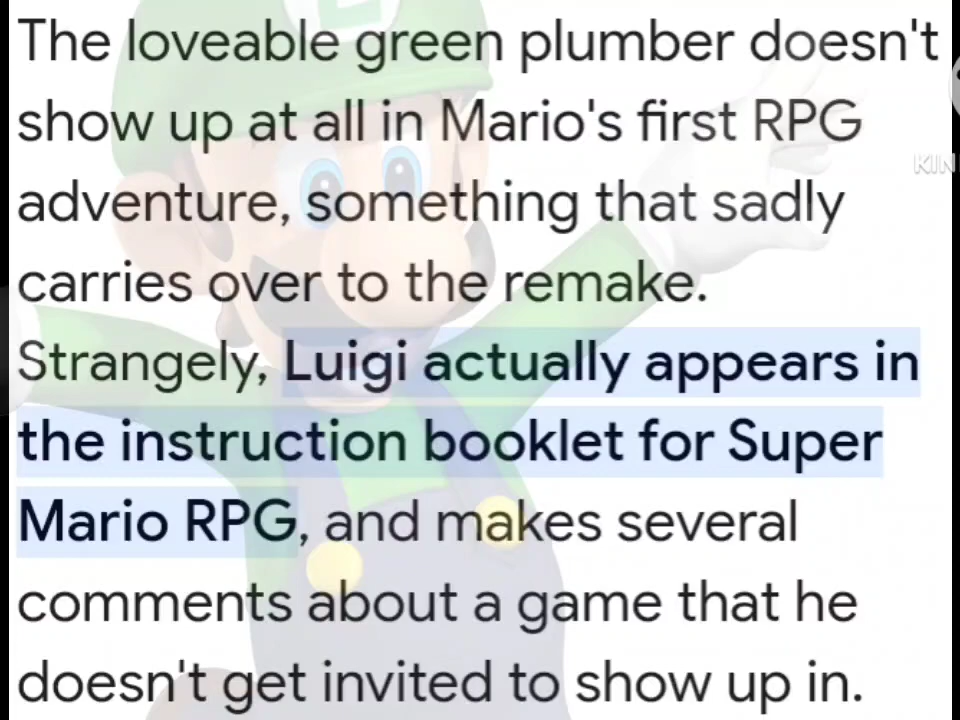 The loveable green plumber doesn't
show up at all in Mario's first RPG
adventure, something that sadly
carries over to the remake.
Strangely, Luigi actually appears in
the instruction booklet for Super
Mario RPG, and makes several
comments about a game that he
doesn't get invited to show up in.
KIN
L